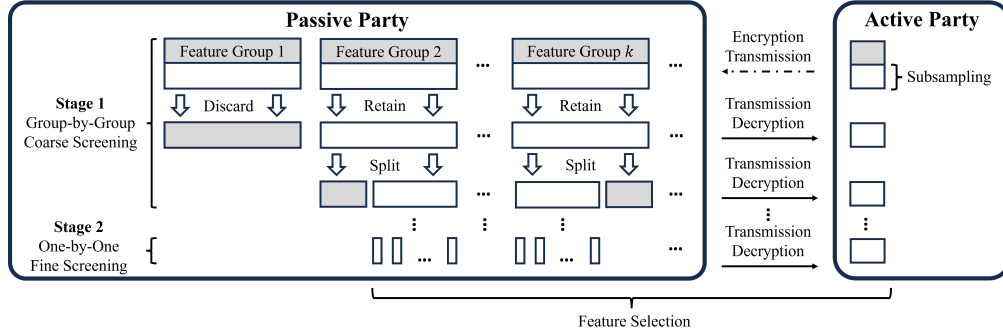 Passive Party
Active Party
Feature Group 1
Feature Group 2
...
Feature Group k
...
Encryption
Transmission
Subsampling
Stage 1
Group-by-Group
Coarse Screening
Discard
Retain
Retain
Transmission
Decryption
...
...
Split
Split
Transmission
Decryption
...
...
Stage 2
One-by-One
Fine Screening
...
...
...
Transmission
Decryption
Feature Selection